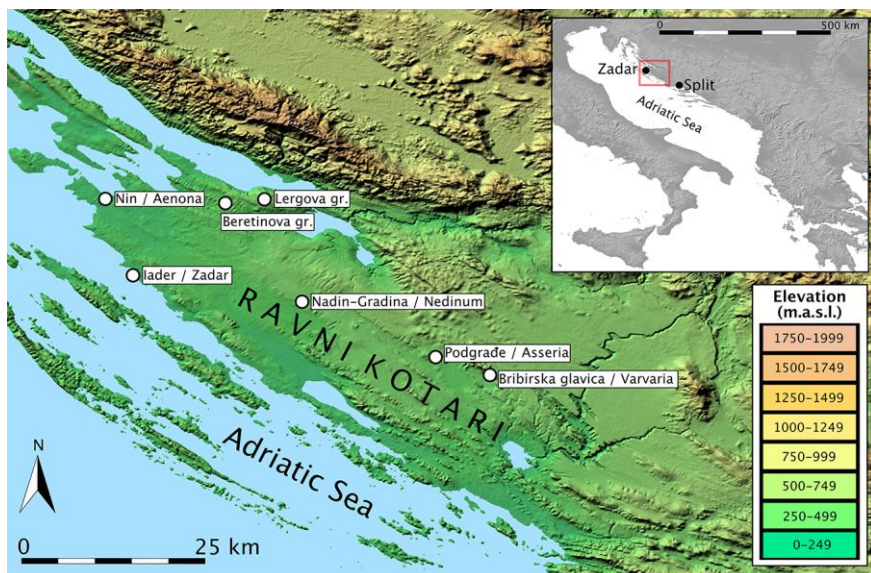 0
500 km
Zadar
Split
Adriatic Sea
Nin / Aenona
Lergova gr.
Beretinova gr.
Iader / Zadar
Nadin-Gradina / Nedinum
RAVNI KOTARI
Podgrađe / Asseria
Bribirska glavica / Varvaria
Adriatic Sea
N
0
25 km
Elevation
(m.a.s.l.)
1750-1999
1500-1749
1250-1499
1000-1249
750-999
500-749
250-499
0-249